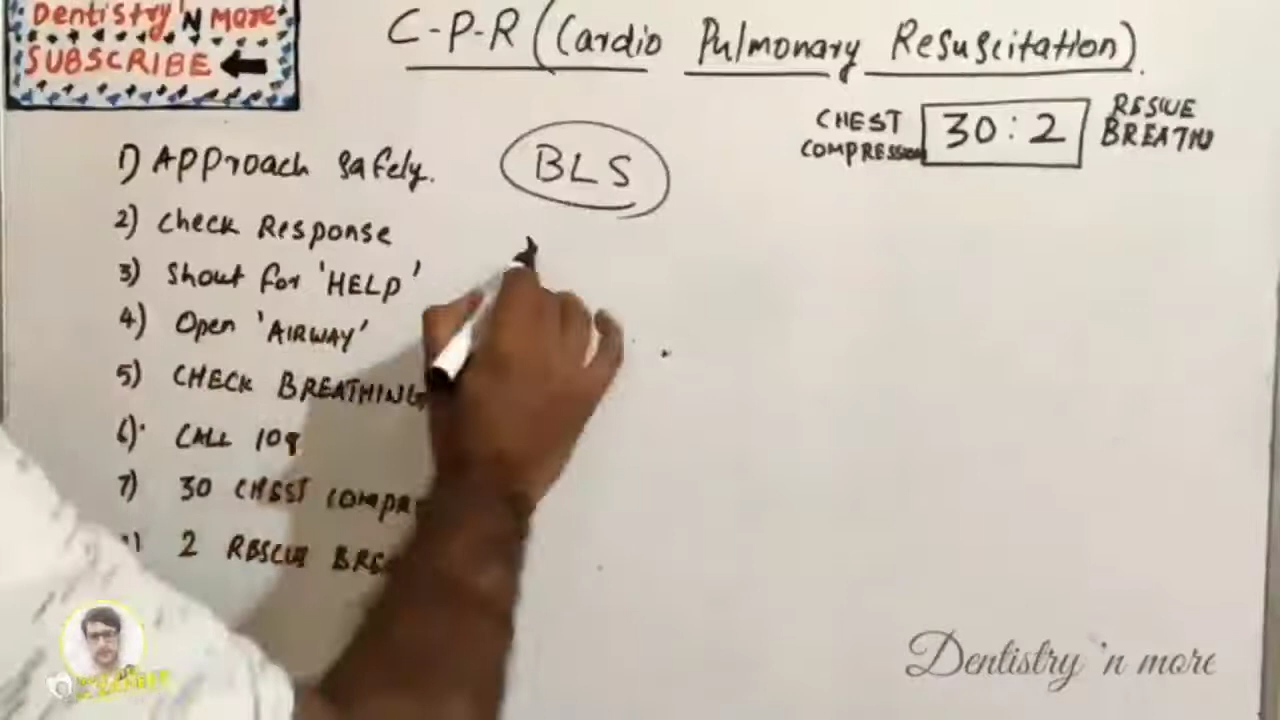 Dentistry 'N More
SUBSCRIBE
C-P-R (Cardio Pulmonary Resuscitation).
CHEST
COMPRESSION
30 : 2
RESCUE
BREATH
BLS
1) Approach safely.
2) Check Response
3) Shout for 'HELP'
4) Open 'AIRWAY'
5) CHECK BREATHING
6) CALL 108
7) 30 CHEST COMPR
2 RESCUE BREA
Dentistry 'n more